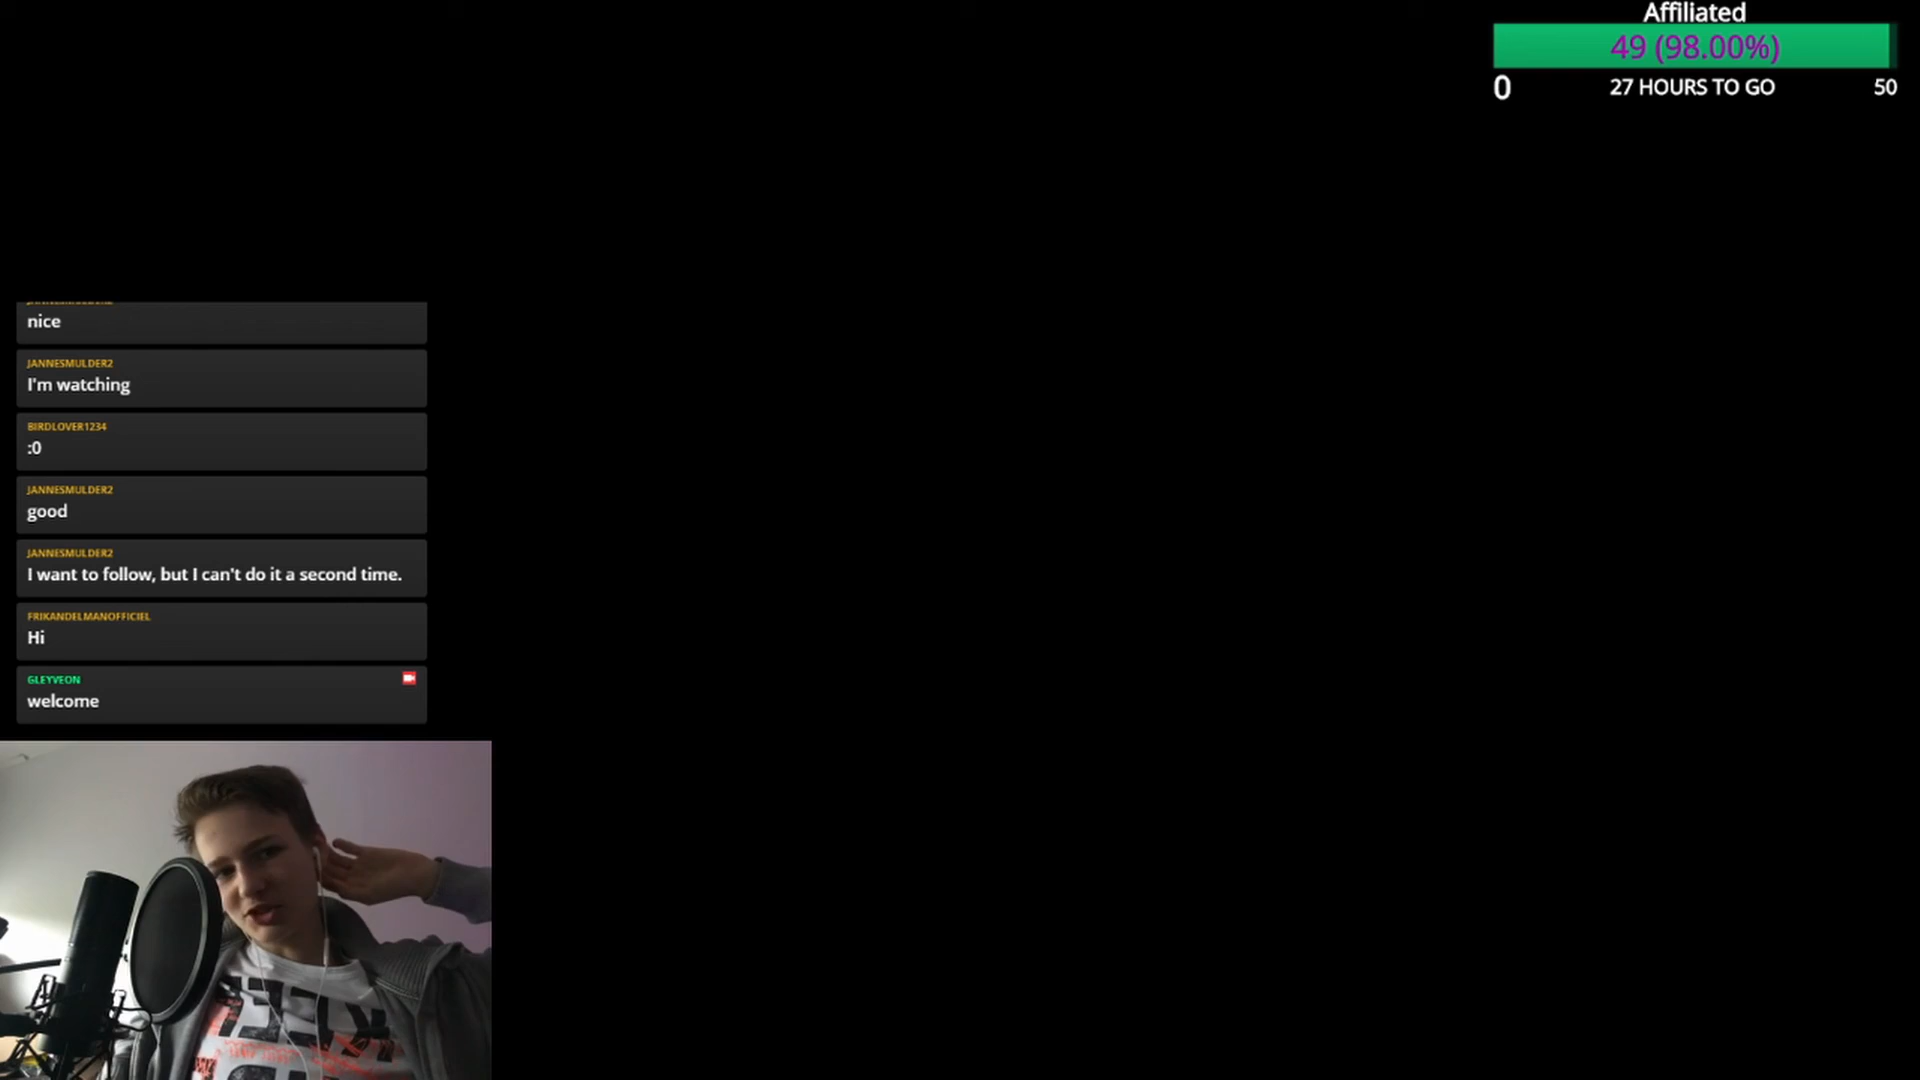 Affiliated
49 (98.00%)
0 27 HOURS TO GO 50
nice
JANNESMULDER2
I'm watching
BIRDLOVER1234
:0
JANNESMULDER2
good
JANNESMULDER2
I want to follow, but I can't do it a second time.
FRIKANDELMANOFFICIEL
Hi
GLEYVEON
welcome